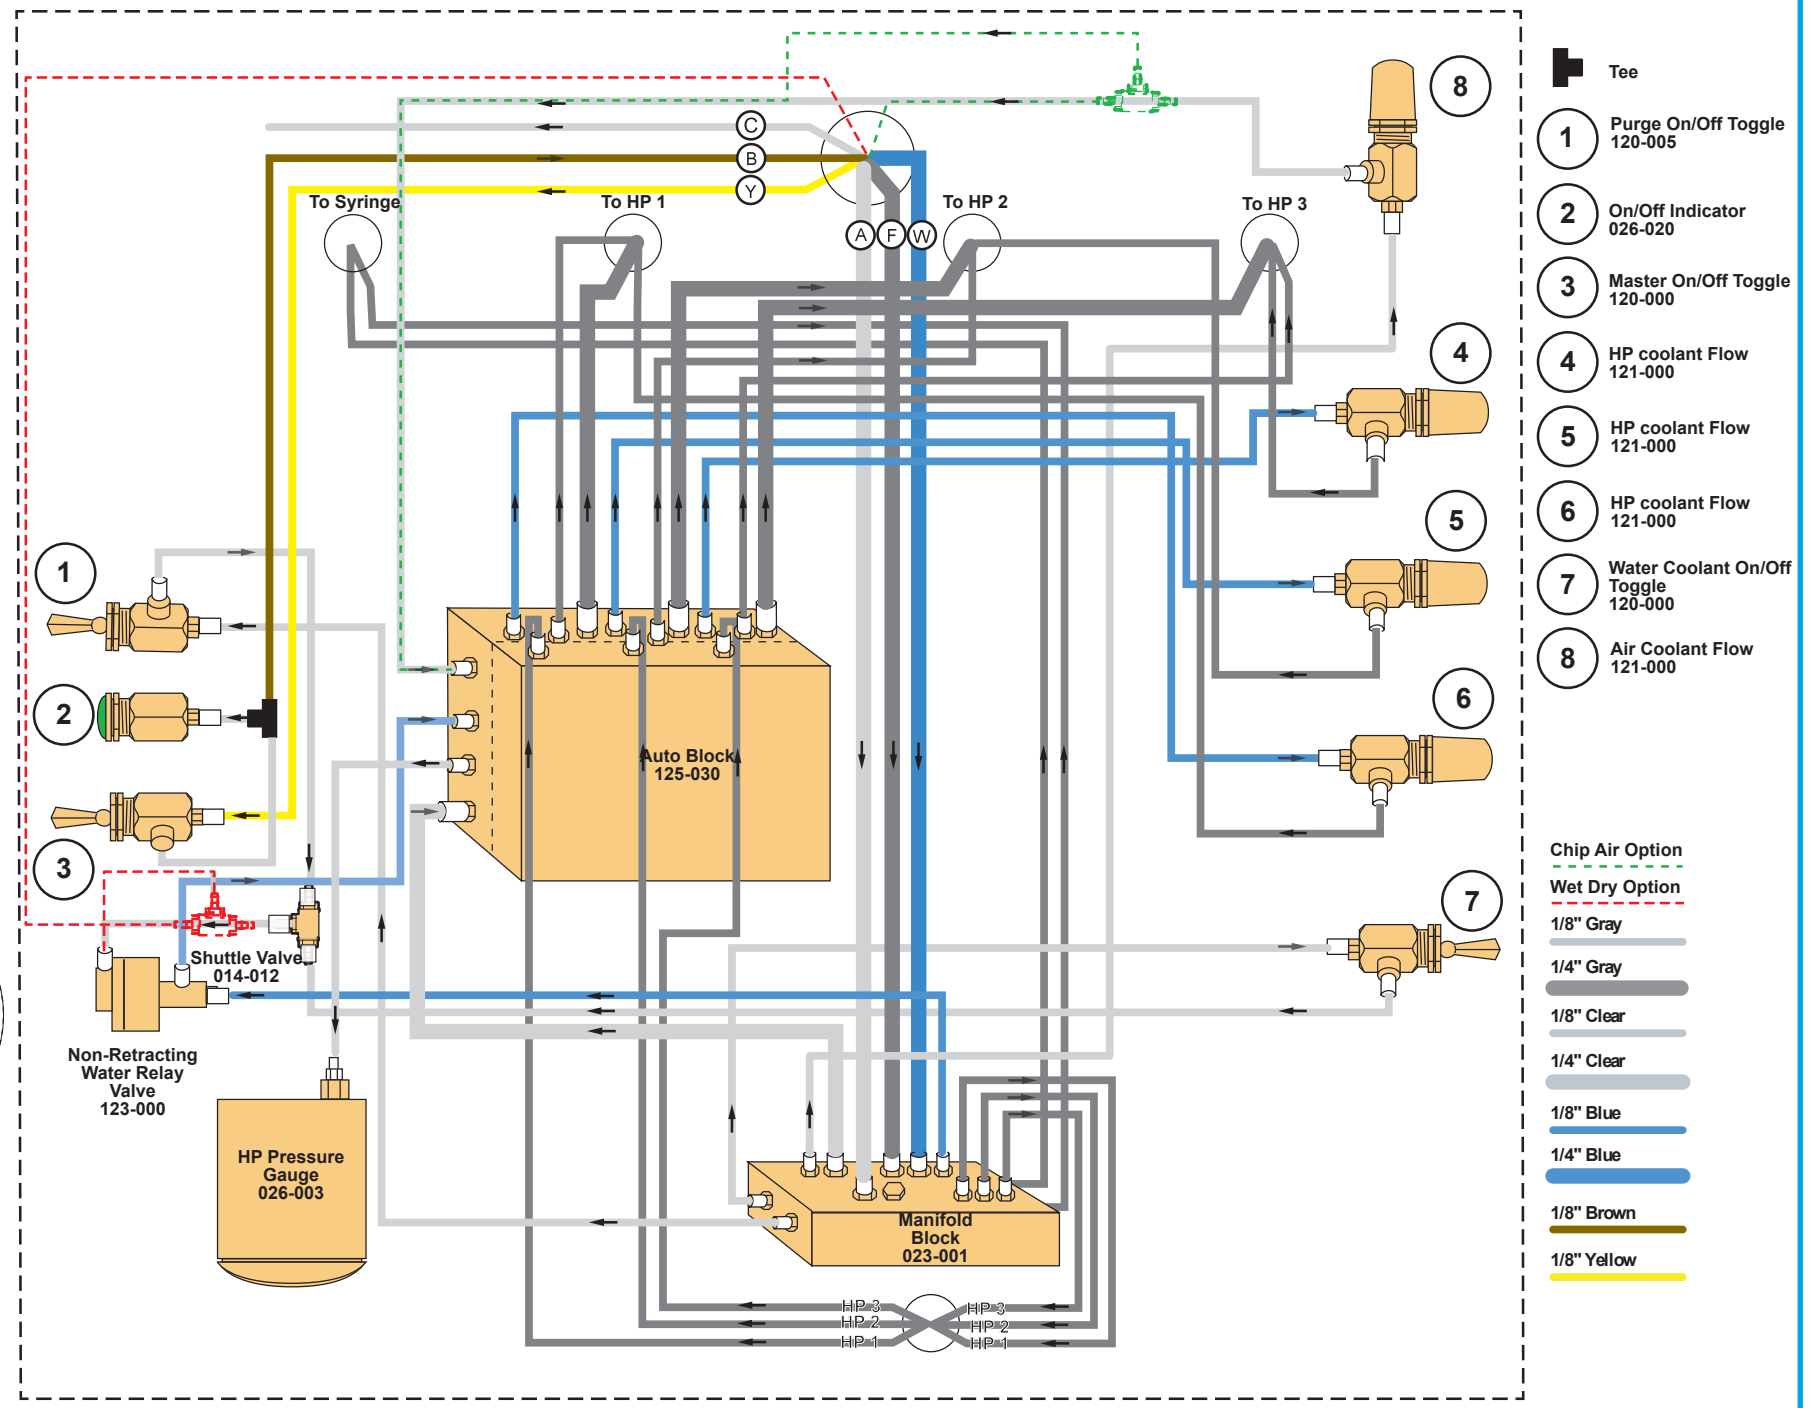 8
Tee
1
Purge On/Off Toggle
120-005
2
On/Off Indicator
026-020
3
Master On/Off Toggle
120-000
4
HP coolant Flow
121-000
5
HP coolant Flow
121-000
6
HP coolant Flow
121-000
7
Water Coolant On/Off
Toggle
120-000
8
Air Coolant Flow
121-000
C
B
Y
To Syringe
To HP 1
A
F
W
To HP 2
To HP 3
4
5
1
2
3
6
7
Auto Block
125-030
Shuttle Valve
014-012
Non-Retracting
Water Relay
Valve
123-000
HP Pressure
Gauge
026-003
Manifold
Block
023-001
HP 3
HP 2
HP 1
HP 3
HP 2
HP 1
Chip Air Option
Wet Dry Option
1/8" Gray
1/4" Gray
1/8" Clear
1/4" Clear
1/8" Blue
1/4" Blue
1/8" Brown
1/8" Yellow